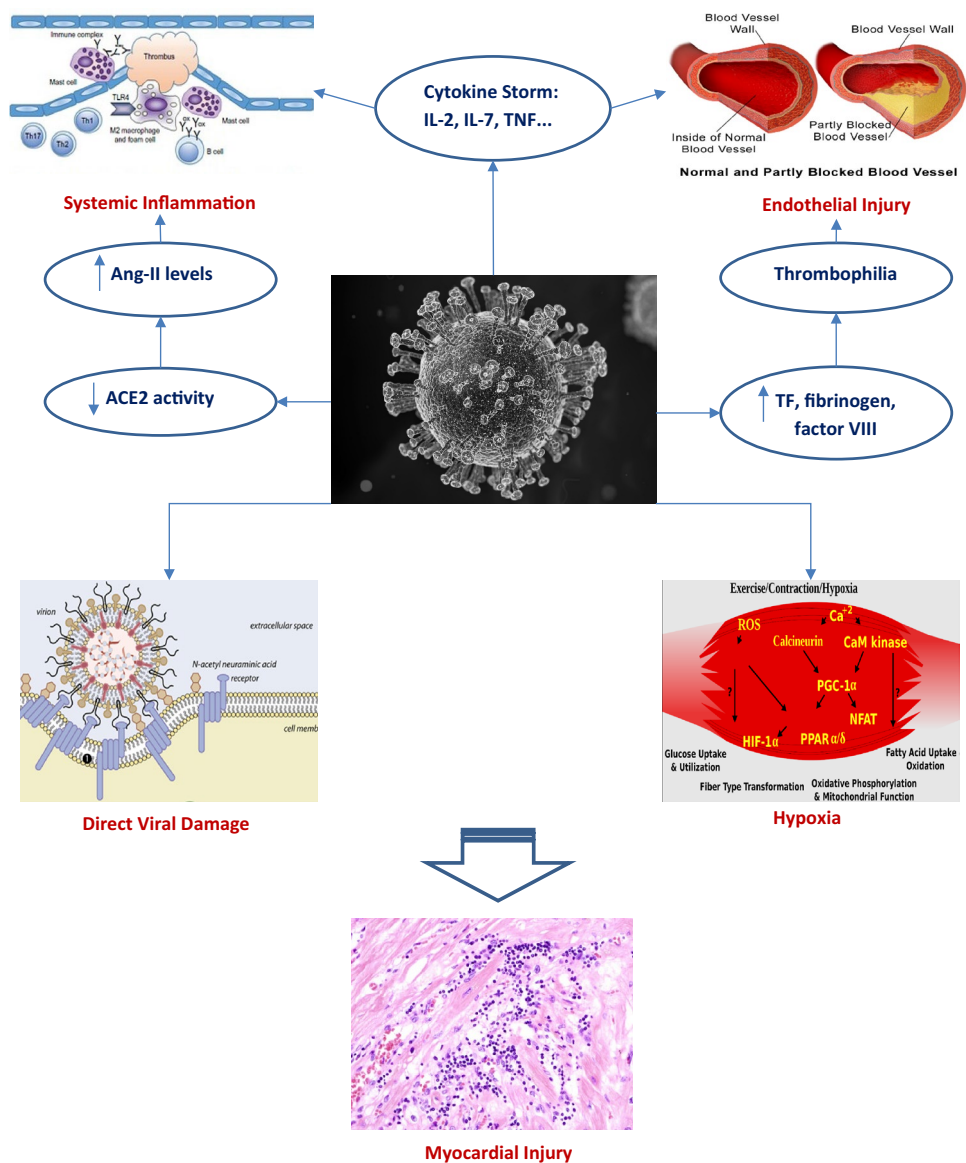 Immune complex
Thrombus
Mast cell
TLR4
Mast cell
M2 macrophage
and foam cell
Th1
Th17
Th2
ox
ox
B cell
Systemic Inflammation
Cytokine Storm:
IL-2, IL-7, TNF...
Blood Vessel
Wall
Blood Vessel Wall
Inside of Normal
Blood Vessel
Partly Blocked
Blood Vessel
Normal and Partly Blocked Blood Vessel
Endothelial Injury
Ang-II levels
Thrombophilia
ACE2 activity
TF, fibrinogen,
factor VIII
virion
extracellular space
N-acetyl neuraminic acid
receptor
cell memb
1
Direct Viral Damage
Exercise/Contraction/Hypoxia
Ca+2
ROS
Calcineurin
CaM kinase
PGC-1α
?
?
NFAT
HIF-1α
PPAR α/δ
Glucose Uptake
& Utilization
Fatty Acid Uptake
Oxidation
Fiber Type Transformation
Oxidative Phosphorylation
& Mitochondrial Function
Hypoxia
Myocardial Injury